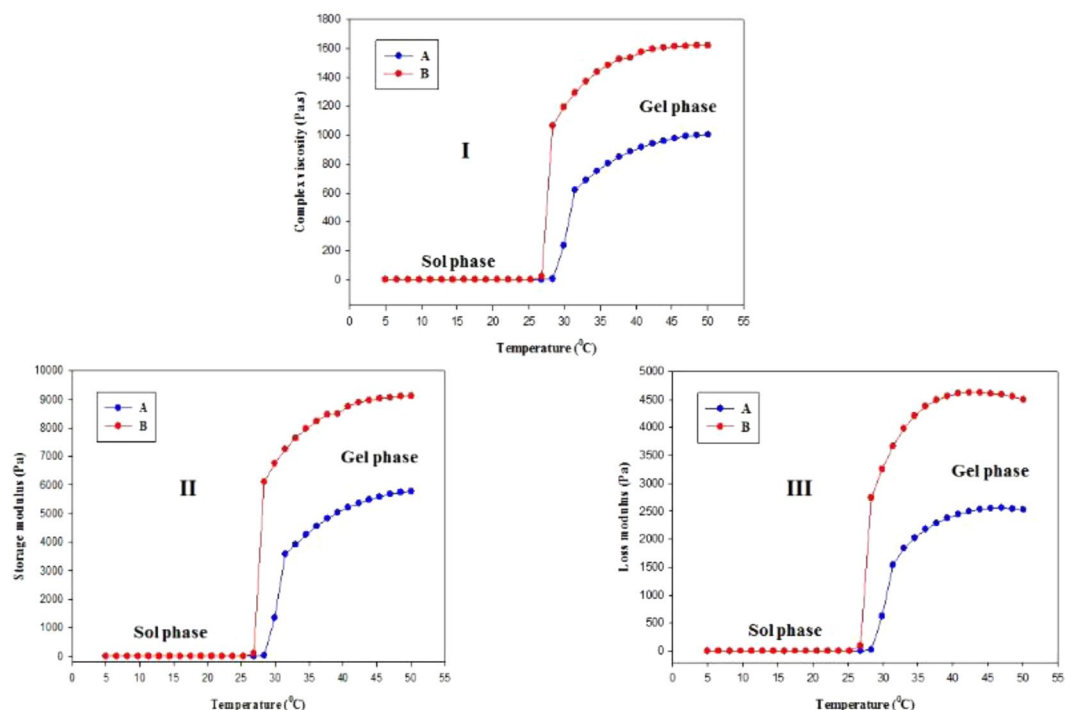 1800
1600
1400
1200
1000
800
600
400
200
0
Complex viscosity (Pa.s)
A
B
I
Gel phase
Sol phase
0 5 10 15 20 25 30 35 40 45 50 55
Temperature (⁰C)
10000
9000
8000
7000
6000
5000
4000
3000
2000
1000
0
Storage modulus (Pa)
A
B
II
Gel phase
Sol phase
0 5 10 15 20 25 30 35 40 45 50 55
Temperature (⁰C)
5000
4500
4000
3500
3000
2500
2000
1500
1000
500
0
Loss modulus (Pa)
A
B
III
Gel phase
Sol phase
0 5 10 15 20 25 30 35 40 45 50 55
Temperature (⁰C)